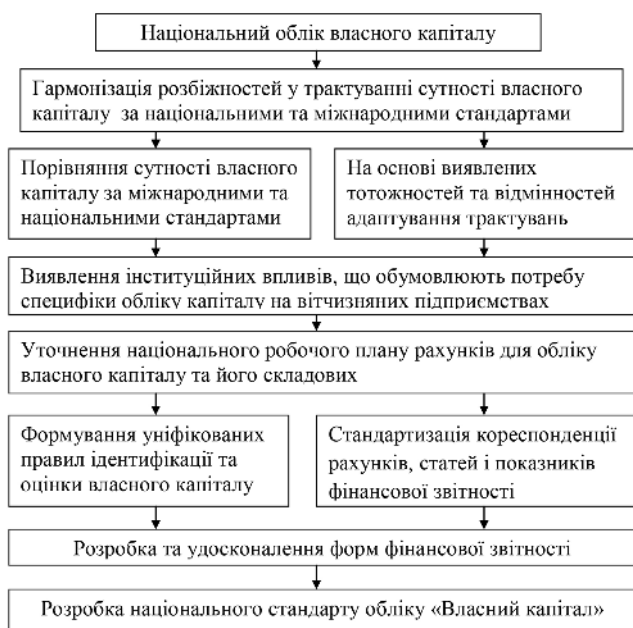 Національний облік власного капіталу
Гармонізація розбіжностей у трактуванні сутності власного
капіталу за національними та міжнародними стандартами
Порівняння сутності власного
капіталу за міжнародними та
національними стандартами
На основі виявлених
тотожностей та відмінностей
адаптування трактувань
Виявлення інституційних впливів, що обумовлюють потребу
специфіки обліку капіталу на вітчизняних підприємствах
Уточнення національного робочого плану рахунків для обліку
власного капіталу та його складових
Формування уніфікованих
правил ідентифікації та
оцінки власного капіталу
Стандартизація кореспонденції
рахунків, статей і показників
фінансової звітності
Розробка та удосконалення форм фінансової звітності
Розробка національного стандарту обліку «Власний капітал»